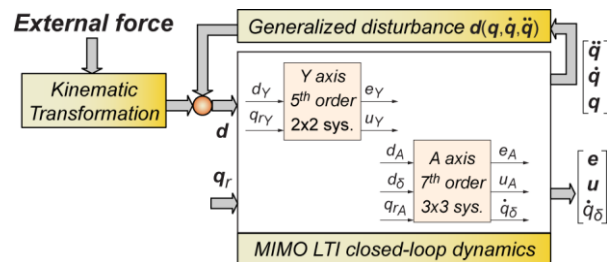 External force
Generalized disturbance d(q,q̇,q̈)
Kinematic
Transformation
d
q_r
d_Y
q_rY
Y axis
5th order
2x2 sys.
e_Y
u_Y
d_A
d_δ
q_rA
A axis
7th order
3x3 sys.
e_A
u_A
q̇_δ
MIMO LTI closed-loop dynamics
q̈
q̇
q
e
u
q̇_δ